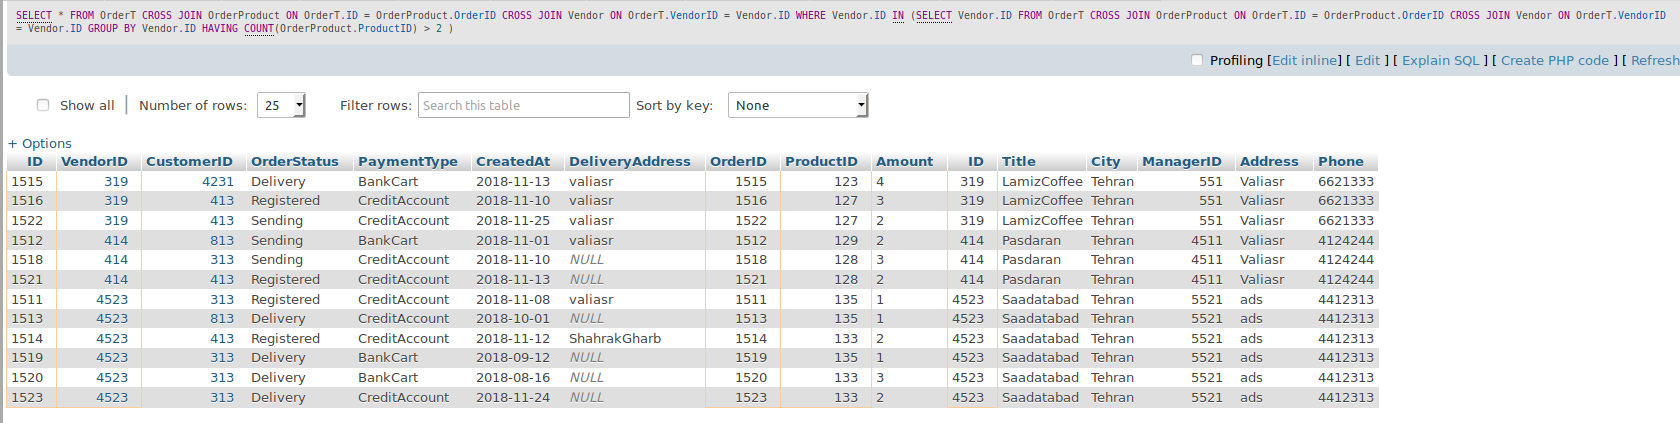 SELECT * FROM OrderT CROSS JOIN OrderProduct ON OrderT.ID = OrderProduct.OrderID CROSS JOIN Vendor ON OrderT.VendorID = Vendor.ID WHERE Vendor.ID IN (SELECT Vendor.ID FROM OrderT CROSS JOIN OrderProduct ON OrderT.ID = OrderProduct.OrderID CROSS JOIN Vendor ON OrderT.VendorID
= Vendor.ID GROUP BY Vendor.ID HAVING COUNT(OrderProduct.ProductID) > 2 )
Profiling [Edit inline] [ Edit ] [ Explain SQL ] [ Create PHP code ] [ Refresh
Show all | Number of rows: 25 Filter rows: Search this table Sort by key: None
+ Options
ID VendorID CustomerID OrderStatus PaymentType CreatedAt DeliveryAddress OrderID ProductID Amount ID Title City ManagerID Address Phone
1515 319 4231 Delivery BankCart 2018-11-13 valiasr 1515 123 4 319 LamizCoffee Tehran 551 Valiasr 6621333
1516 319 413 Registered CreditAccount 2018-11-10 valiasr 1516 127 3 319 LamizCoffee Tehran 551 Valiasr 6621333
1522 319 413 Sending CreditAccount 2018-11-25 valiasr 1522 127 2 319 LamizCoffee Tehran 551 Valiasr 6621333
1512 414 813 Sending BankCart 2018-11-01 valiasr 1512 129 2 414 Pasdaran Tehran 4511 Valiasr 4124244
1518 414 313 Sending CreditAccount 2018-11-10 NULL 1518 128 3 414 Pasdaran Tehran 4511 Valiasr 4124244
1521 414 413 Registered CreditAccount 2018-11-13 NULL 1521 128 2 414 Pasdaran Tehran 4511 Valiasr 4124244
1511 4523 313 Registered CreditAccount 2018-11-08 valiasr 1511 135 1 4523 Saadatabad Tehran 5521 ads 4412313
1513 4523 813 Delivery CreditAccount 2018-10-01 NULL 1513 135 1 4523 Saadatabad Tehran 5521 ads 4412313
1514 4523 413 Registered CreditAccount 2018-11-12 ShahrakGharb 1514 133 2 4523 Saadatabad Tehran 5521 ads 4412313
1519 4523 313 Delivery BankCart 2018-09-12 NULL 1519 135 1 4523 Saadatabad Tehran 5521 ads 4412313
1520 4523 313 Delivery BankCart 2018-08-16 NULL 1520 133 3 4523 Saadatabad Tehran 5521 ads 4412313
1523 4523 313 Delivery CreditAccount 2018-11-24 NULL 1523 133 2 4523 Saadatabad Tehran 5521 ads 4412313